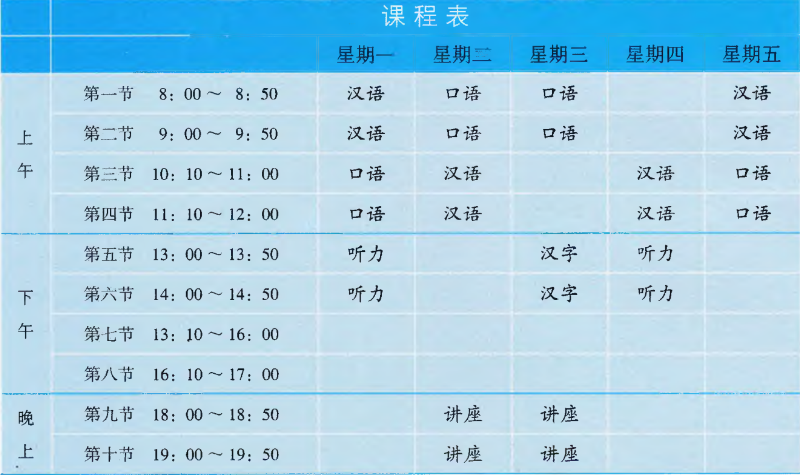 课程表
星期一 星期二 星期三 星期四 星期五
上午
第一节 8：00～8：50 汉语 口语 口语 汉语
第二节 9：00～9：50 汉语 口语 口语 汉语
第三节 10：10～11：00 口语 汉语 汉语 口语
第四节 11：10～12：00 口语 汉语 汉语 口语
下午
第五节 13：00～13：50 听力 汉字 听力
第六节 14：00～14：50 听力 汉字 听力
第七节 13：10～16：00
第八节 16：10～17：00
晚上
第九节 18：00～18：50 讲座 讲座
第十节 19：00～19：50 讲座 讲座